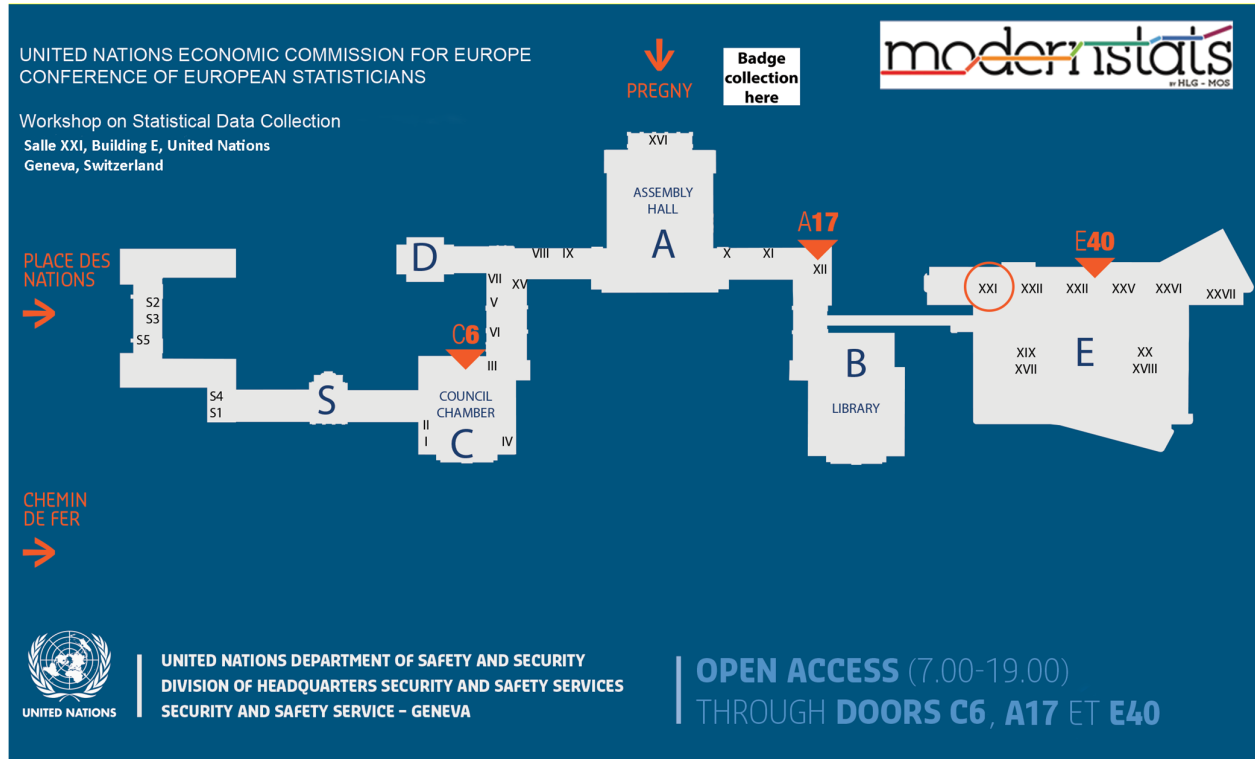 UNITED NATIONS ECONOMIC COMMISSION FOR EUROPE
CONFERENCE OF EUROPEAN STATISTICIANS
Workshop on Statistical Data Collection
Salle XXI, Building E, United Nations
Geneva, Switzerland
PREGNY
Badge
collection
here
modernstats
BY HLG - MOS
XVI
ASSEMBLY
HALL
A
A17
E40
PLACE DES
NATIONS
D
VIII IX
X XI
XII
VII
XV
V
VI
C6
III
S2
S3
S5
S4
S1
S
COUNCIL
CHAMBER
II
I
C
IV
B
LIBRARY
XXI XXII XXII XXV XXVI XXVII
E
XIX
XVII
XX
XVIII
CHEMIN
DE FER
UNITED NATIONS
UNITED NATIONS DEPARTMENT OF SAFETY AND SECURITY
DIVISION OF HEADQUARTERS SECURITY AND SAFETY SERVICES
SECURITY AND SAFETY SERVICE – GENEVA
OPEN ACCESS (7.00-19.00)
THROUGH DOORS C6, A17 ET E40